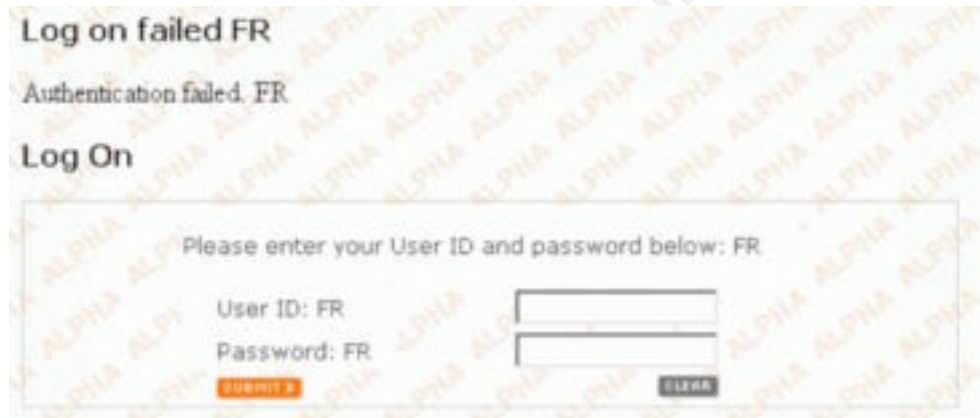 Log on failed FR
Authentication failed. FR
Log On
Please enter your User ID and password below: FR
User ID: FR
Password: FR
SUBMIT
CLEAR
ALPHA